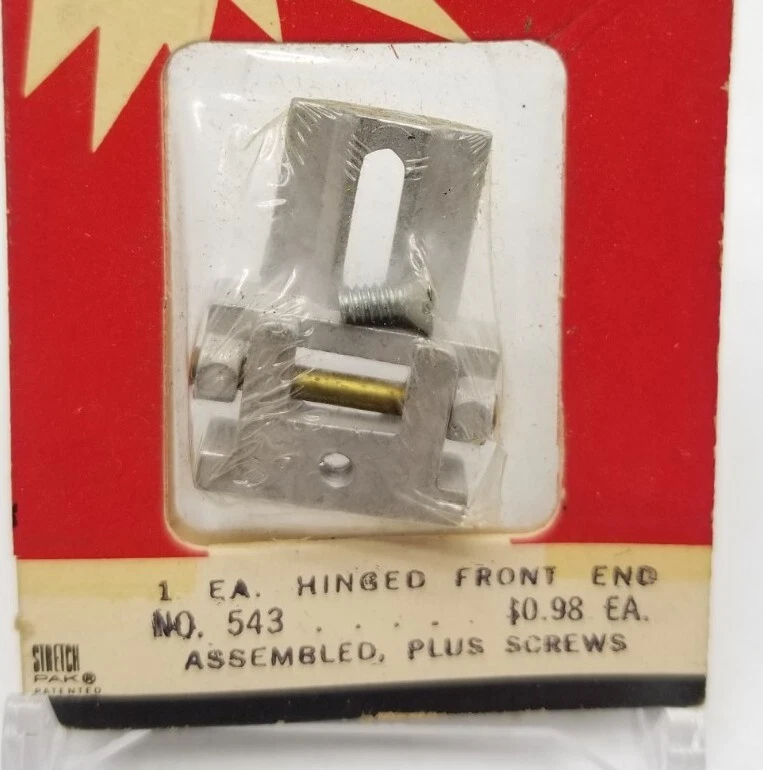 1 EA. HINGED FRONT END
NO. 543 . . . . . $0.98 EA.
ASSEMBLED, PLUS SCREWS
STRETCH
PAK®
PATENTED